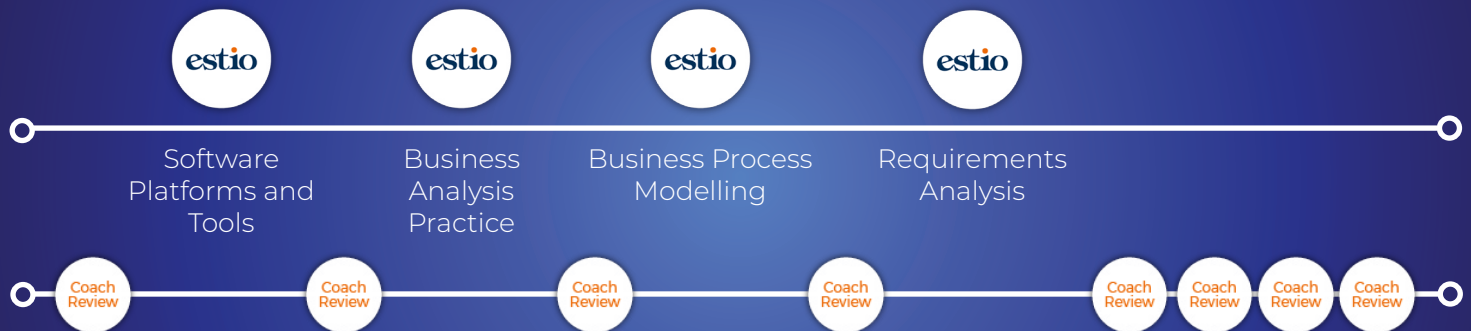 estio
estio
estio
estio
Software
Platforms and
Tools
Business
Analysis
Practice
Business Process
Modelling
Requirements
Analysis
Coach
Review
Coach
Review
Coach
Review
Coach
Review
Coach
Review
Coach
Review
Coach
Review
Coach
Review